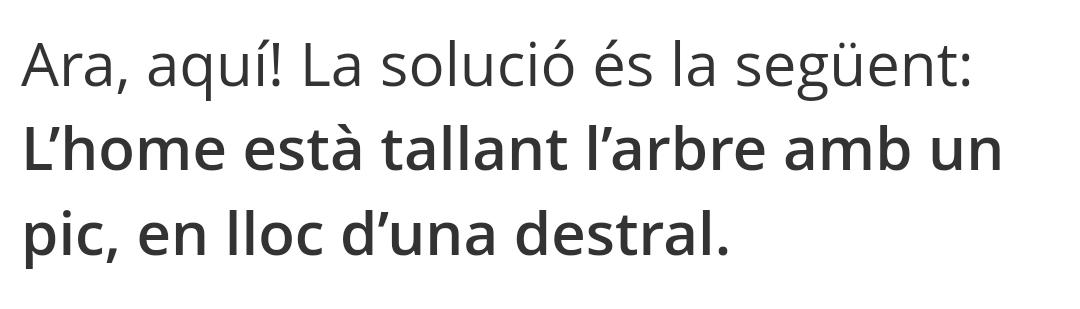 Ara, aquí! La solució és la següent:
L’home està tallant l’arbre amb un
pic, en lloc d’una destral.